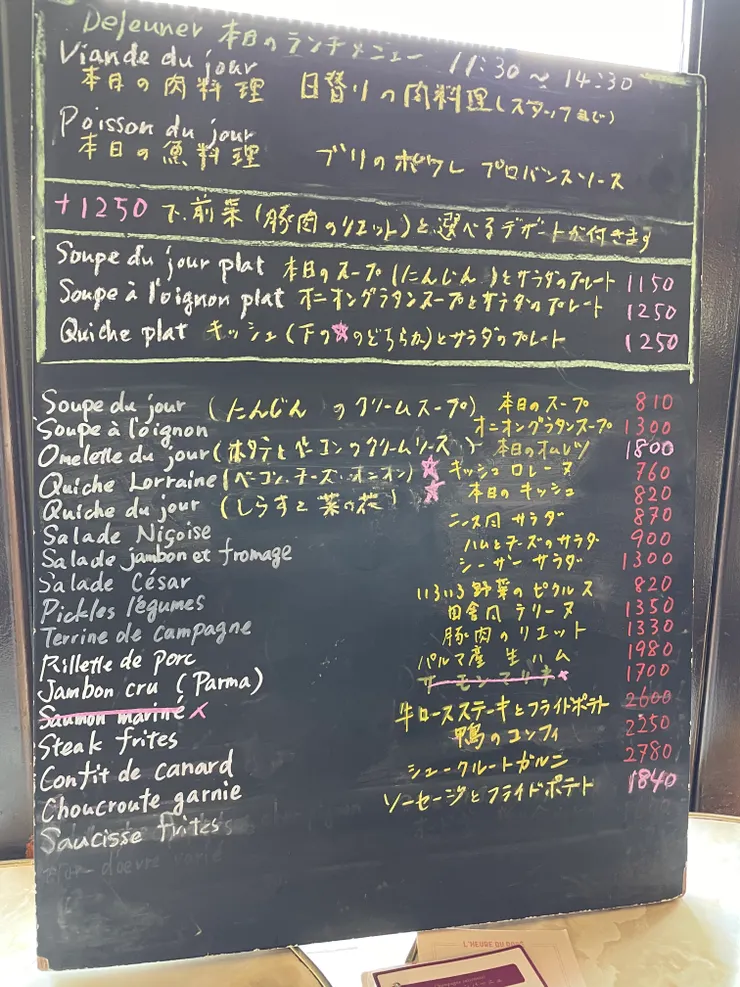 Déjeuner 本日のランチメニュー 11:30～14:30
Viande du jour
本日の肉料理 日替りの肉料理(スタッフまで)
Poisson du jour
本日の魚料理 ブリのポワレ プロバンスソース
+1250 で前菜(豚肉のリエット)と選べるデザートが付きます
Soupe du jour plat 本日のスープ(にんじん)とサラダのプレート 1150
Soupe à l'oignon plat オニオングラタンスープとサラダのプレート 1250
Quiche plat キッシュ(下の★のどちらか)とサラダのプレート 1250
Soupe du jour (にんじん のクリームスープ) 本日のスープ 810
Soupe à l'oignon オニオングラタンスープ 1300
Omelette du jour (ホタテとベーコンのクリームソース) 本日のオムレツ 1800
Quiche Lorraine (ベーコン、チーズ、オニオン) ★ キッシュ ロレーヌ 760
Quiche du jour (しらすと菜の花) ★ 本日のキッシュ 820
Salade Niçoise ニース風サラダ 870
Salade jambon et fromage ハムとチーズのサラダ 900
Salade César シーザーサラダ 1300
Pickles légumes いろいろ野菜のピクルス 820
Terrine de campagne 田舎風テリーヌ 1350
Rillette de porc 豚肉のリエット 1330
Jambon cru (Parma) パルマ産生ハム 1980
Saumon mariné × サーモンマリネ × 1700
Steak frites 牛ロースステーキとフライドポテト 2600
Confit de canard 鴨のコンフィ 2250
Choucroute garnie シュークルートガルニ 2780
Saucisse frites ソーセージとフライドポテト 1840